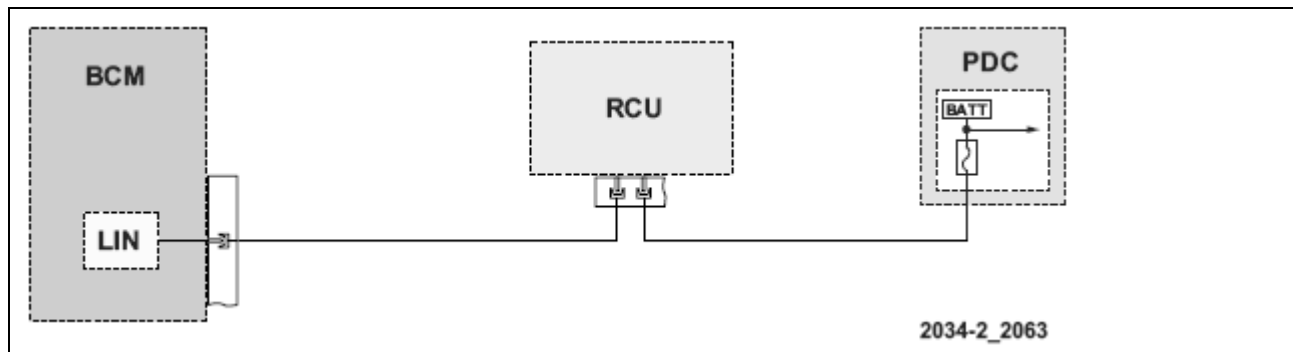 BCM
RCU
PDC
BATT
LIN
2034-2_2063